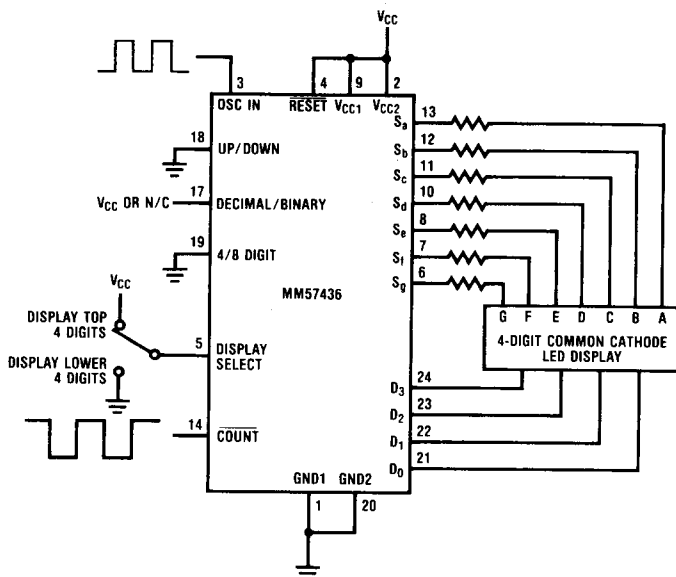 VCC
3
4
9
2
OSC IN
RESET
VCC1
VCC2
18
UP/DOWN
VCC OR N/C
17
DECIMAL/BINARY
19
4/8 DIGIT
MM57436
VCC
DISPLAY TOP
4 DIGITS
DISPLAY LOWER
4 DIGITS
5
DISPLAY
SELECT
14
COUNT
GND1
GND2
1
20
Sa
13
Sb
12
Sc
11
Sd
10
Se
8
Sf
7
Sg
6
G F E D C B A
4-DIGIT COMMON CATHODE
LED DISPLAY
D3
24
D2
23
D1
22
D0
21